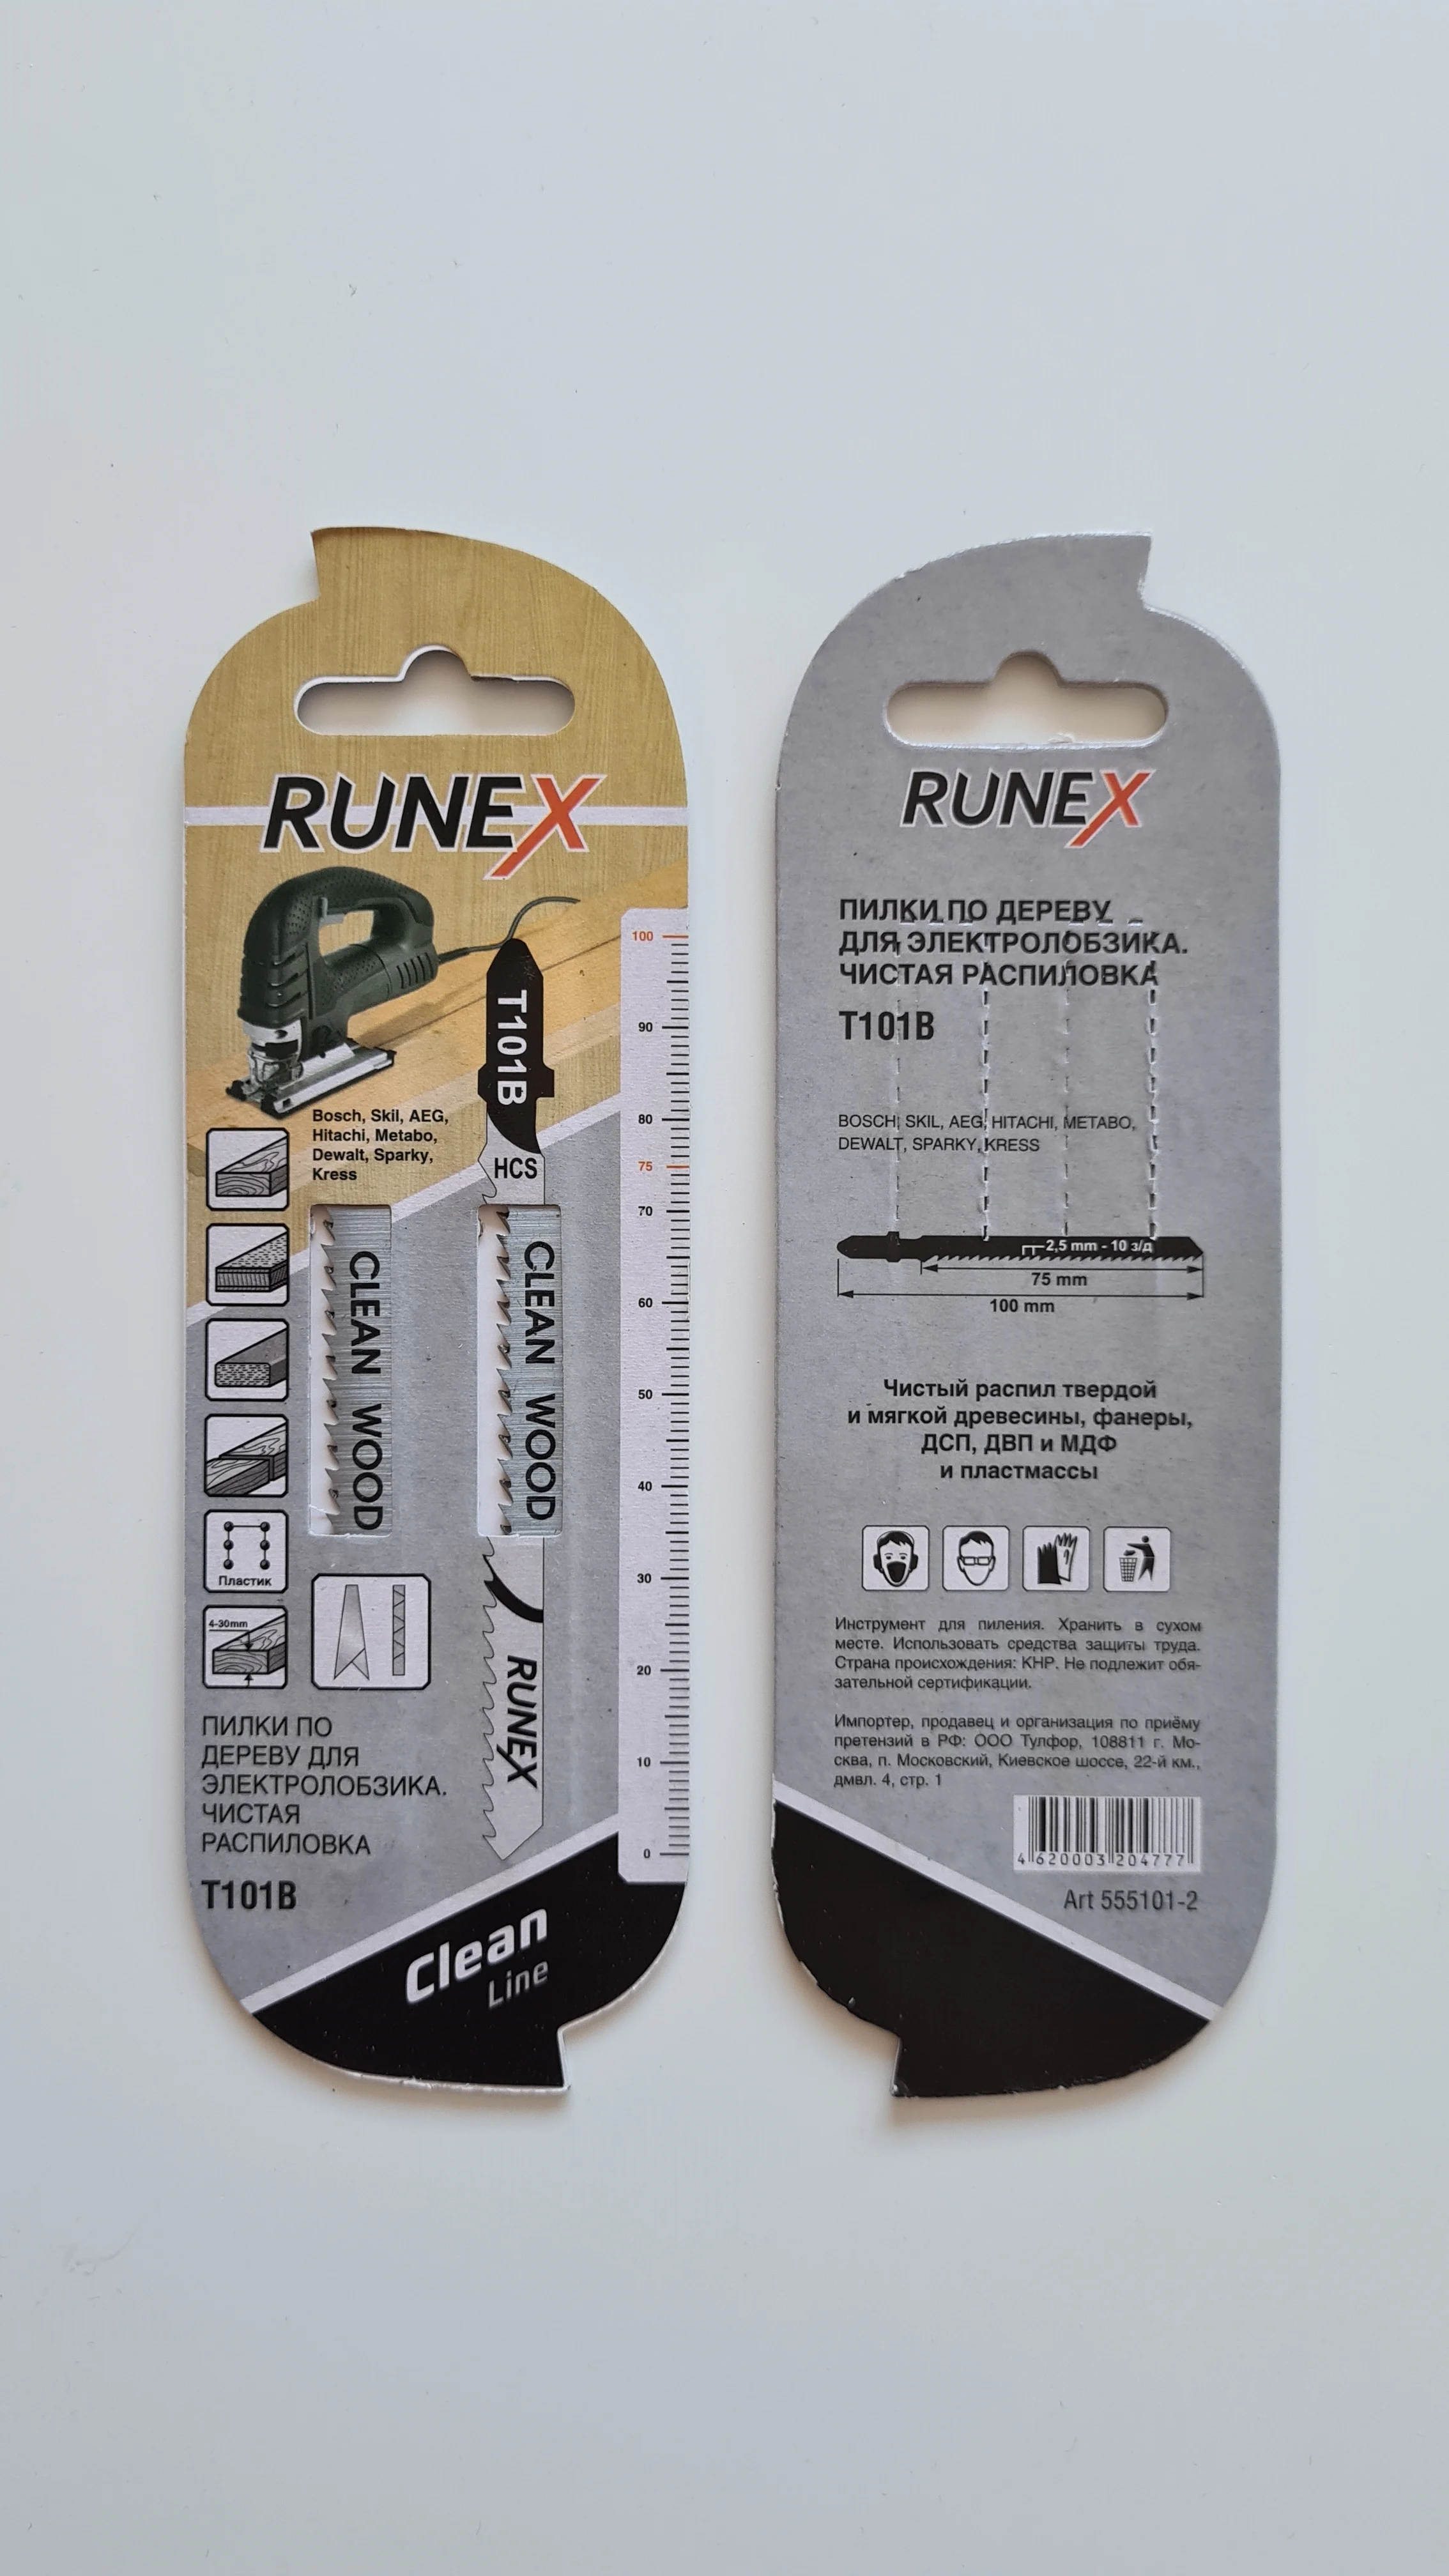 RUNEX
100
90
80
75
70
60
50
40
30
20
10
0
T101B
HCS
Bosch, Skil, AEG,
Hitachi, Metabo,
Dewalt, Sparky,
Kress
CLEAN WOOD
CLEAN WOOD
Пластик
4-30mm
RUNEX
ПИЛКИ ПО
ДЕРЕВУ ДЛЯ
ЭЛЕКТРОЛОБЗИКА.
ЧИСТАЯ
РАСПИЛОВКА
T101B
Clean
Line
RUNEX
ПИЛКИ ПО ДЕРЕВУ
ДЛЯ ЭЛЕКТРОЛОБЗИКА.
ЧИСТАЯ РАСПИЛОВКА
T101B
BOSCH, SKIL, AEG, HITACHI, METABO,
DEWALT, SPARKY, KRESS
2,5 mm - 10 з/д
75 mm
100 mm
Чистый распил твердой
и мягкой древесины, фанеры,
ДСП, ДВП и МДФ
и пластмассы
Инструмент для пиления. Хранить в сухом
месте. Использовать средства защиты труда.
Страна происхождения: КНР. Не подлежит обя-
зательной сертификации.
Импортер, продавец и организация по приёму
претензий в РФ: ООО Тулфор, 108811 г. Мо-
сква, п. Московский, Киевское шоссе, 22-й км.,
дмвл. 4, стр. 1
4 620003 204777
Art 555101-2